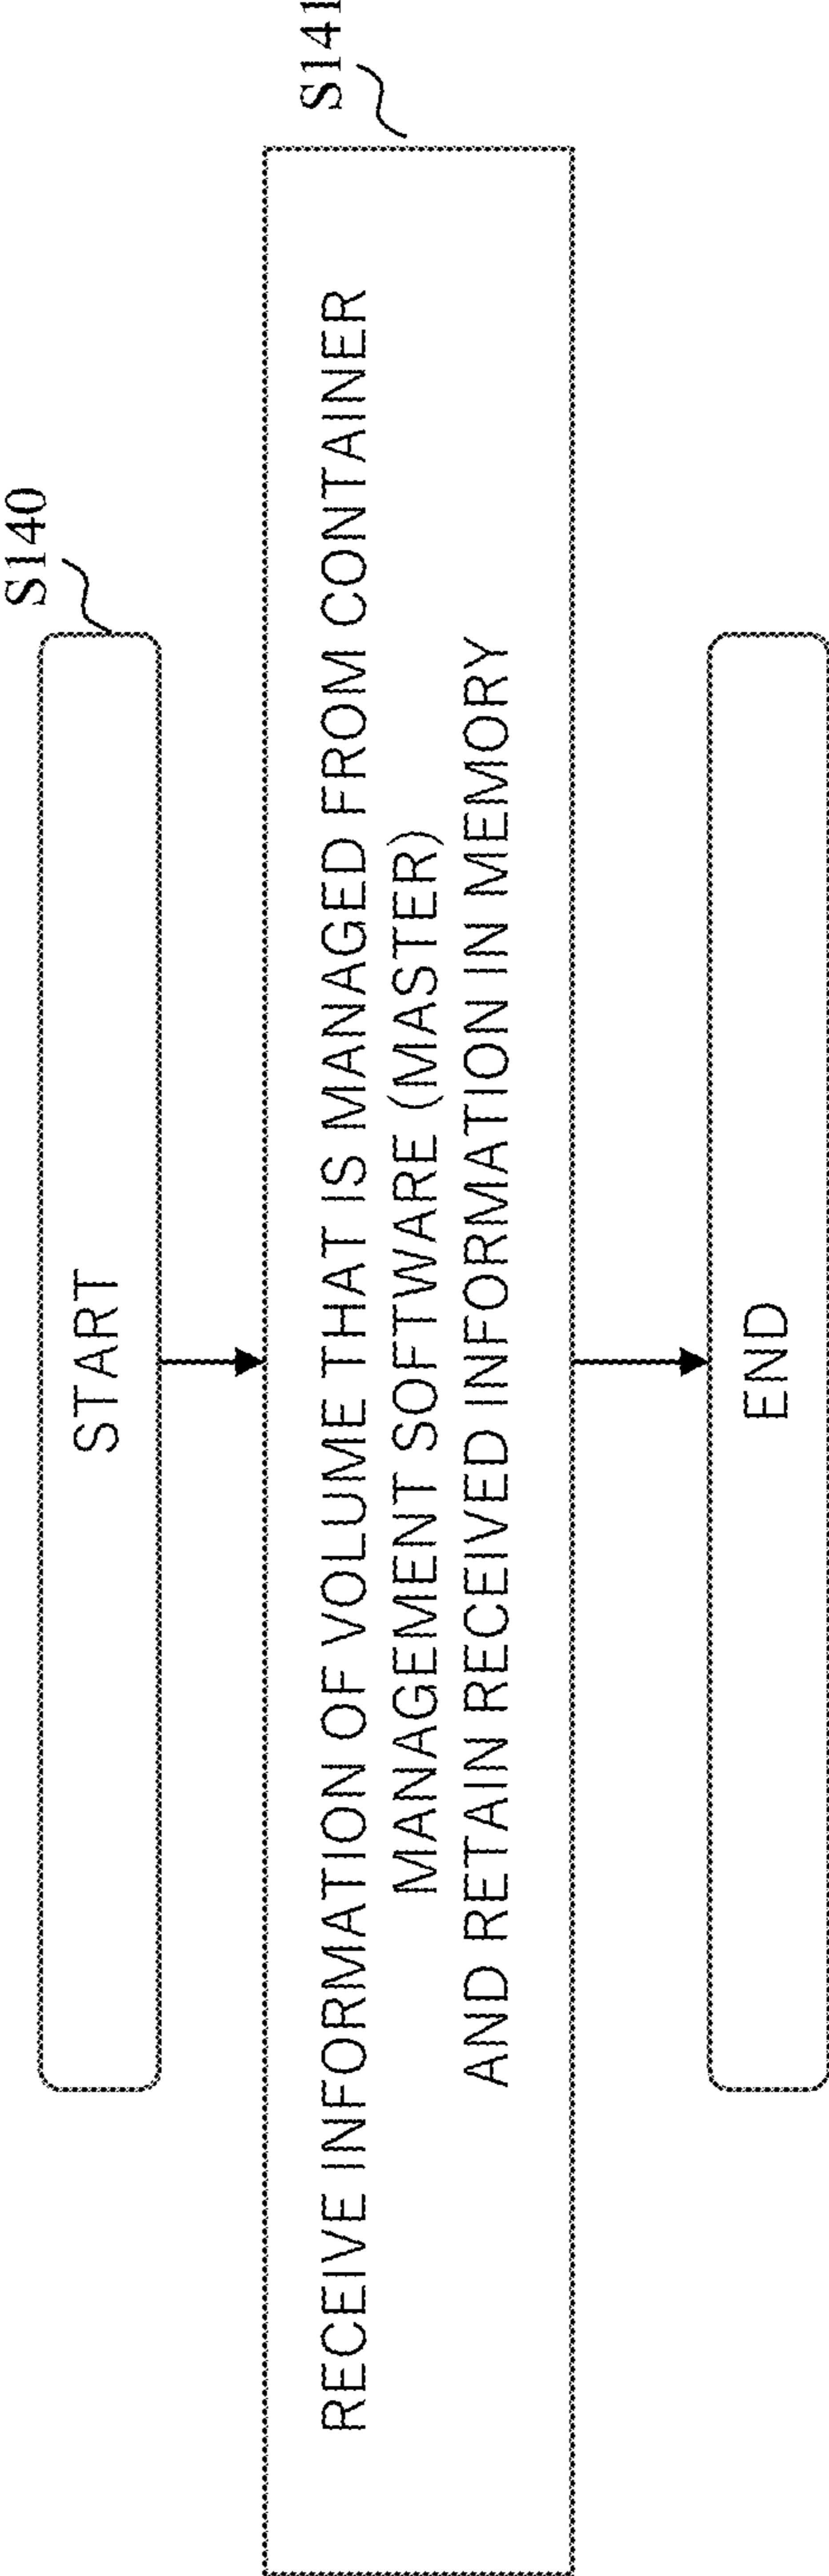 S140
START
S141
RECEIVE INFORMATION OF VOLUME THAT IS MANAGED FROM CONTAINER
MANAGEMENT SOFTWARE (MASTER)
AND RETAIN RECEIVED INFORMATION IN MEMORY
END